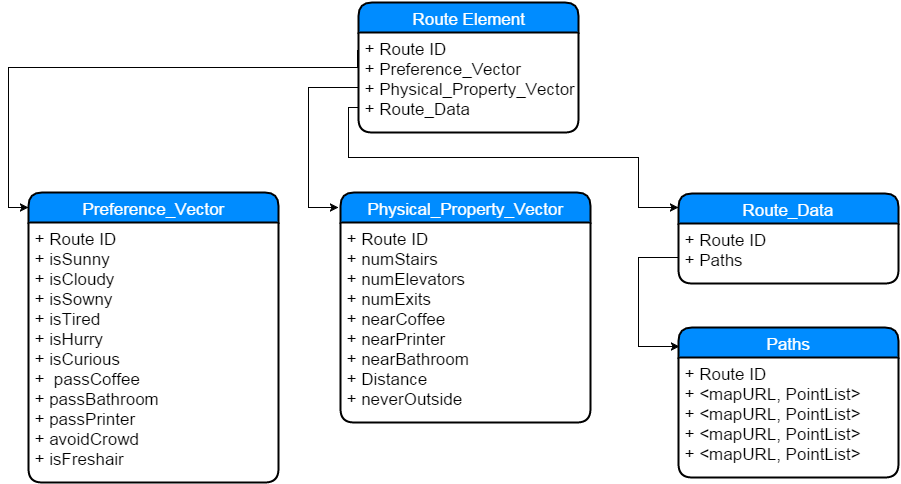 Route Element
+ Route ID
+ Preference_Vector
+ Physical_Property_Vector
+ Route_Data
Preference_Vector
+ Route ID
+ isSunny
+ isCloudy
+ isSowny
+ isTired
+ isHurry
+ isCurious
+ passCoffee
+ passBathroom
+ passPrinter
+ avoidCrowd
+ isFreshair
Physical_Property_Vector
+ Route ID
+ numStairs
+ numElevators
+ numExits
+ nearCoffee
+ nearPrinter
+ nearBathroom
+ Distance
+ neverOutside
Route_Data
+ Route ID
+ Paths
Paths
+ Route ID
+ <mapURL, PointList>
+ <mapURL, PointList>
+ <mapURL, PointList>
+ <mapURL, PointList>